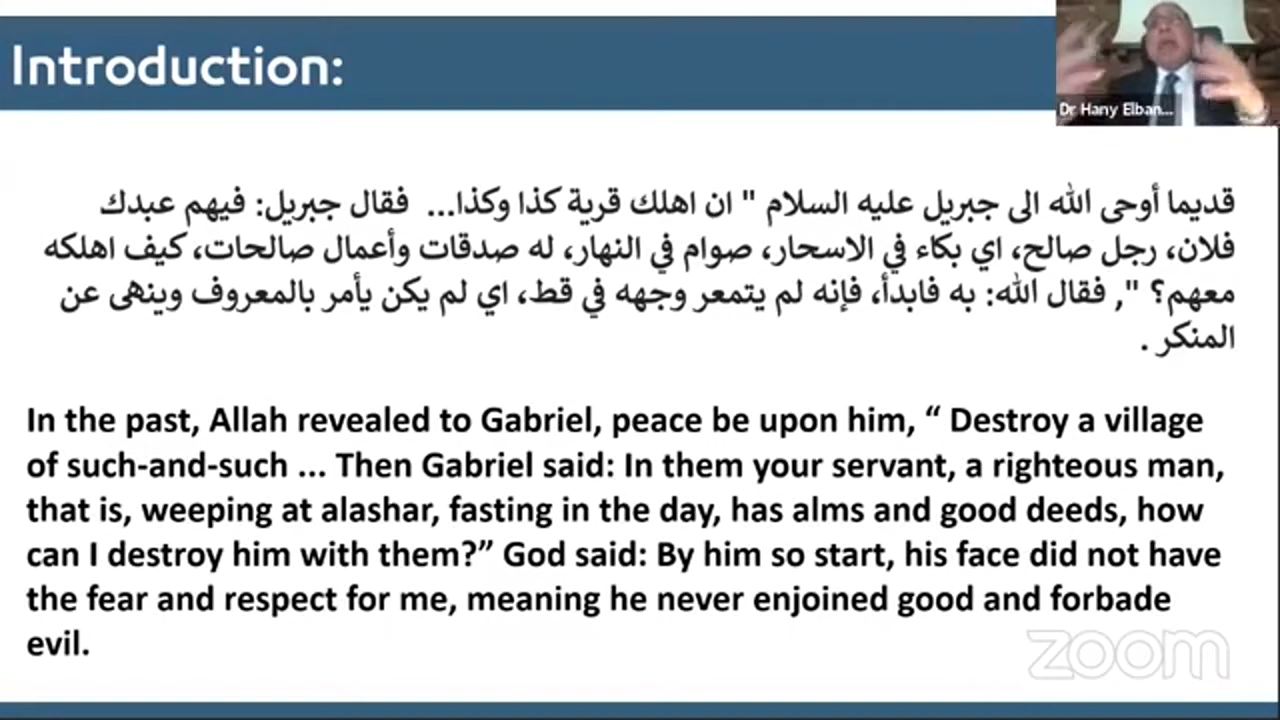 Introduction:
Dr Hany Elban...
قديما أوحى الله الى جبريل عليه السلام " ان اهلك قرية كذا وكذا... فقال جبريل: فيهم عبدك
فلان، رجل صالح، اي بكاء في الاسحار، صوام في النهار، له صدقات وأعمال صالحات، كيف اهلكه
معهم؟ ", فقال الله: به فابدأ، فإنه لم يتمعر وجهه في قط، اي لم يكن يأمر بالمعروف وينهى عن
المنكر .
In the past, Allah revealed to Gabriel, peace be upon him, “ Destroy a village
of such-and-such ... Then Gabriel said: In them your servant, a righteous man,
that is, weeping at alashar, fasting in the day, has alms and good deeds, how
can I destroy him with them?” God said: By him so start, his face did not have
the fear and respect for me, meaning he never enjoined good and forbade
evil.
zoom